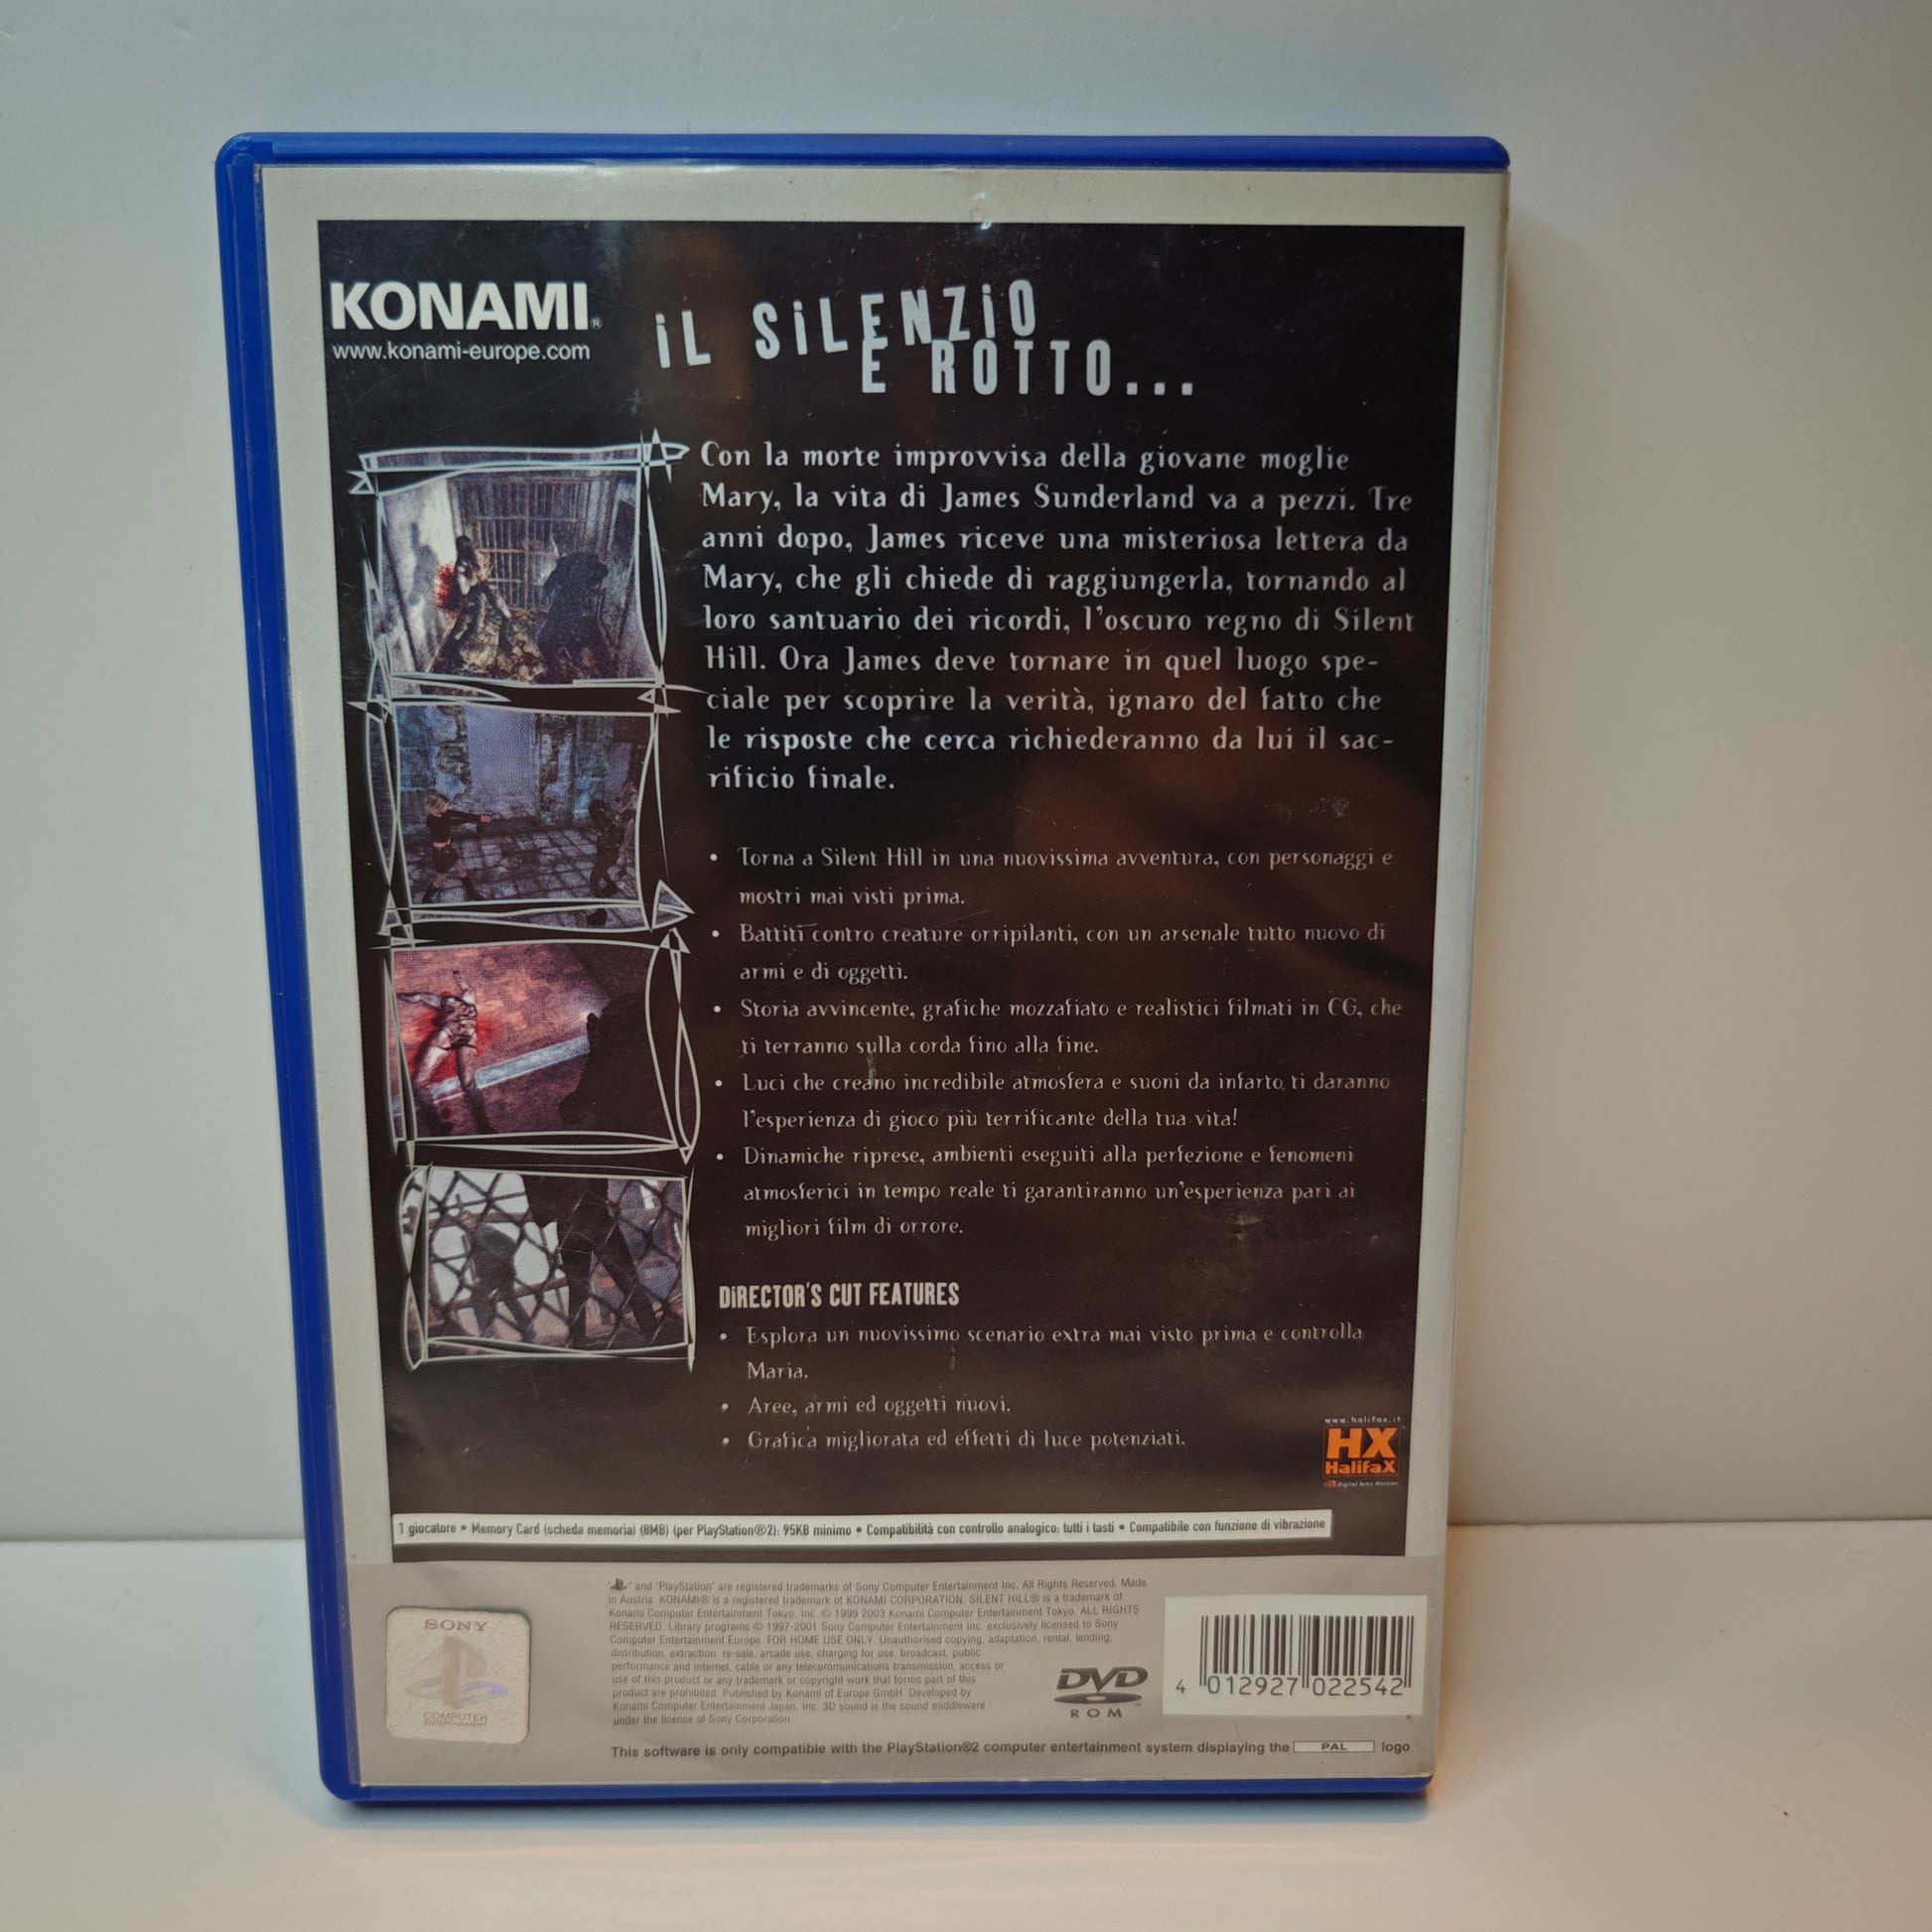 KONAMI®
www.konami-europe.com
iL SiLENZiO
E ROTTO...
Con la morte improvvisa della giovane moglie
Mary, la vita di James Sunderland va a pezzi. Tre
anni dopo, James riceve una misteriosa lettera da
Mary, che gli chiede di raggiungerla, tornando al
loro santuario dei ricordi, l'oscuro regno di Silent
Hill. Ora James deve tornare in quel luogo spe-
ciale per scoprire la verità, ignaro del fatto che
le risposte che cerca richiederanno da lui il sac-
rificio finale.
• Torna a Silent Hill in una nuovissima avventura, con personaggi e
mostri mai visti prima.
• Battiti contro creature orripilanti, con un arsenale tutto nuovo di
armi e di oggetti.
• Storia avvincente, grafiche mozzafiato e realistici filmati in CG, che
ti terranno sulla corda fino alla fine.
• Luci che creano incredibile atmosfera e suoni da infarto ti daranno
l'esperienza di gioco più terrificante della tua vita!
• Dinamiche riprese, ambienti eseguiti alla perfezione e fenomeni
atmosferici in tempo reale ti garantiranno un'esperienza pari ai
migliori film di orrore.
DiRECTOR'S CUT FEATURES
• Esplora un nuovissimo scenario extra mai visto prima e controlla
Maria.
• Aree, armi ed oggetti nuovi.
• Grafica migliorata ed effetti di luce potenziati.
www.halifax.it
HX
HalifaX
digital bros division
1 giocatore • Memory Card (scheda memoria) (8MB) (per PlayStation®2): 95KB minimo • Compatibilità con controllo analogico: tutti i tasti • Compatibile con funzione di vibrazione
" " and "PlayStation" are registered trademarks of Sony Computer Entertainment Inc. All Rights Reserved. Made
in Austria. KONAMI® is a registered trademark of KONAMI CORPORATION. SILENT HILL® is a trademark of
Konami Computer Entertainment Tokyo, Inc. © 1999 2003 Konami Computer Entertainment Tokyo. ALL RIGHTS
RESERVED. Library programs © 1997-2001 Sony Computer Entertainment Inc. exclusively licensed to Sony
Computer Entertainment Europe. FOR HOME USE ONLY. Unauthorised copying, adaptation, rental, lending,
distribution, extraction, re-sale, arcade use, charging for use, broadcast, public
performance and internet, cable or any telecommunications transmission, access or
use of this product or any trademark or copyright work that forms part of this
product are prohibited. Published by Konami of Europe GmbH. Developed by
Konami Computer Entertainment Japan, Inc. 3D sound is the sound middleware
under the license of Sony Corporation
SONY
COMPUTER
ENTERTAINMENT
DVD
ROM
4 012927 022542
This software is only compatible with the PlayStation®2 computer entertainment system displaying the PAL logo